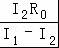 I₂R₀
I₁ − I₂